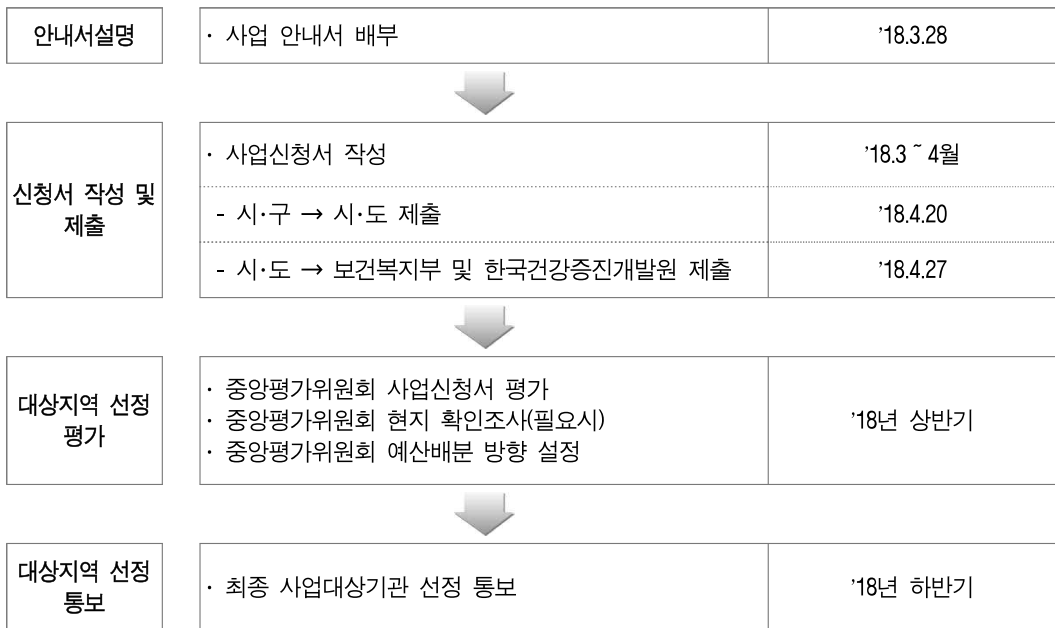 안내서설명
· 사업 안내서 배부
’18.3.28
신청서 작성 및
제출
· 사업신청서 작성
’18.3 ~ 4월
- 시·구 → 시·도 제출
’18.4.20
- 시·도 → 보건복지부 및 한국건강증진개발원 제출
’18.4.27
대상지역 선정
평가
· 중앙평가위원회 사업신청서 평가
· 중앙평가위원회 현지 확인조사(필요시)
· 중앙평가위원회 예산배분 방향 설정
’18년 상반기
대상지역 선정
통보
· 최종 사업대상기관 선정 통보
’18년 하반기